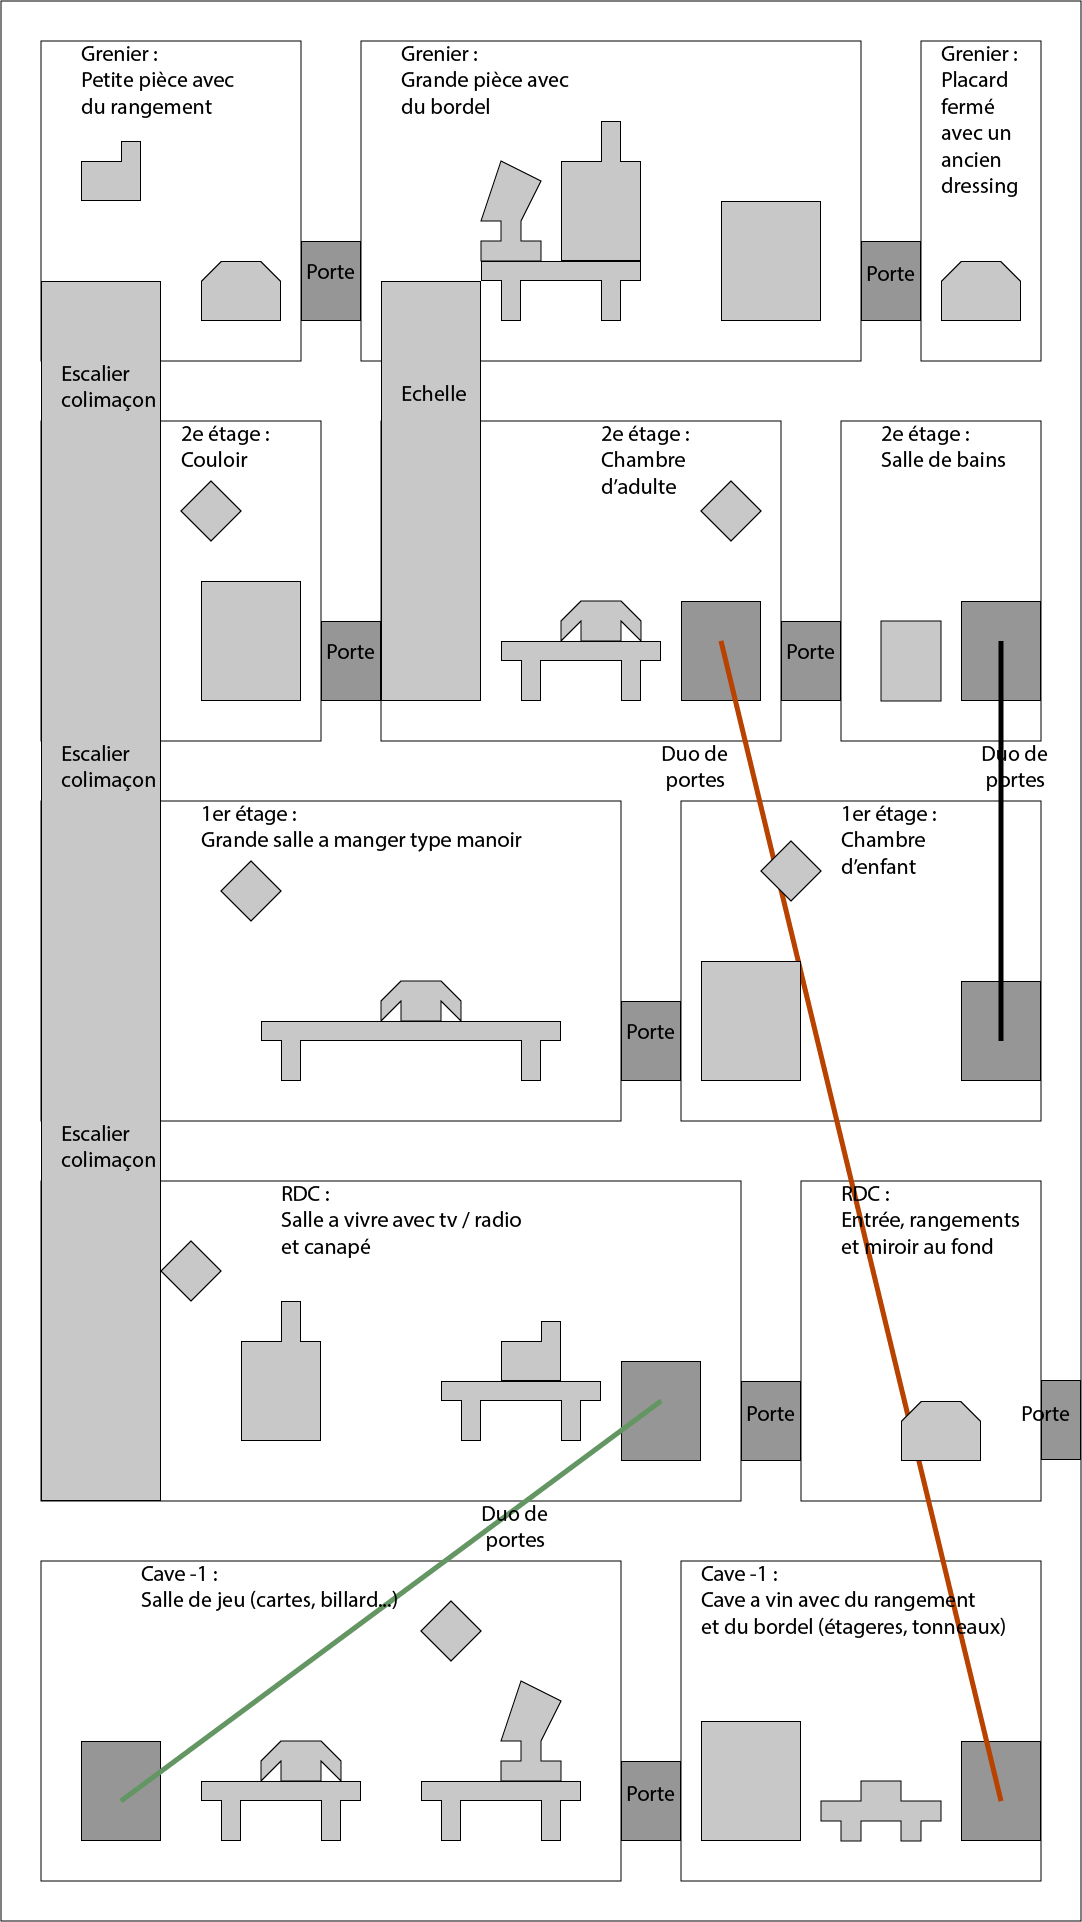 Grenier :
Petite pièce avec
du rangement
Grenier :
Grande pièce avec
du bordel
Grenier :
Placard
fermé
avec un
ancien
dressing
Porte
Porte
Escalier
colimaçon
Echelle
2e étage :
Couloir
2e étage :
Chambre
d’adulte
2e étage :
Salle de bains
Porte
Porte
Escalier
colimaçon
Duo de
portes
Duo de
portes
1er étage :
Grande salle a manger type manoir
1er étage :
Chambre
d’enfant
Porte
Escalier
colimaçon
RDC :
Salle a vivre avec tv / radio
et canapé
RDC :
Entrée, rangements
et miroir au fond
Porte
Porte
Duo de
portes
Cave -1 :
Salle de jeu (cartes, billard...)
Cave -1 :
Cave a vin avec du rangement
et du bordel (étageres, tonneaux)
Porte